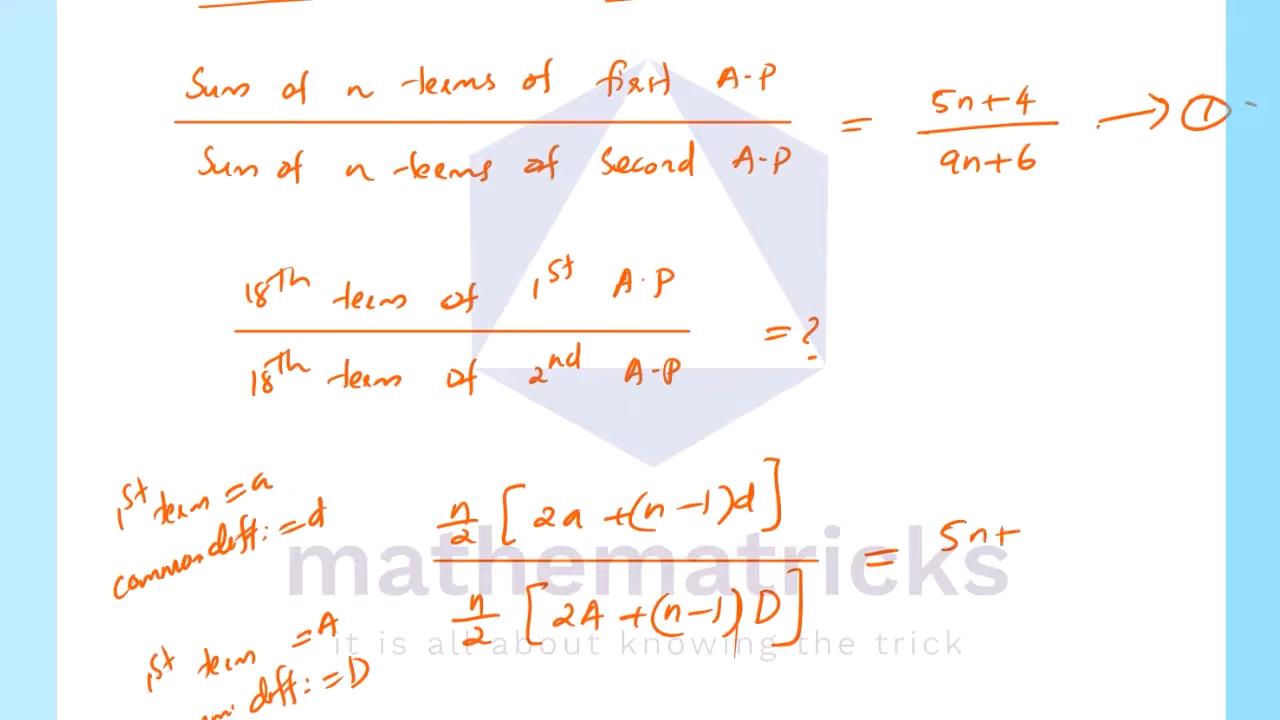 Sum of n terms of first A-P
Sum of n terms of second A-P
= 5n+4 / 9n+6 → ①
18th term of 1st A.P
18th term of 2nd A-P
= ?
1st term = a
common diff: = d
n/2 [2a + (n-1)d]
n/2 [2A + (n-1)D]
= 5n+
1st term = A
diff: = D
mathematricks
it is all about knowing the trick